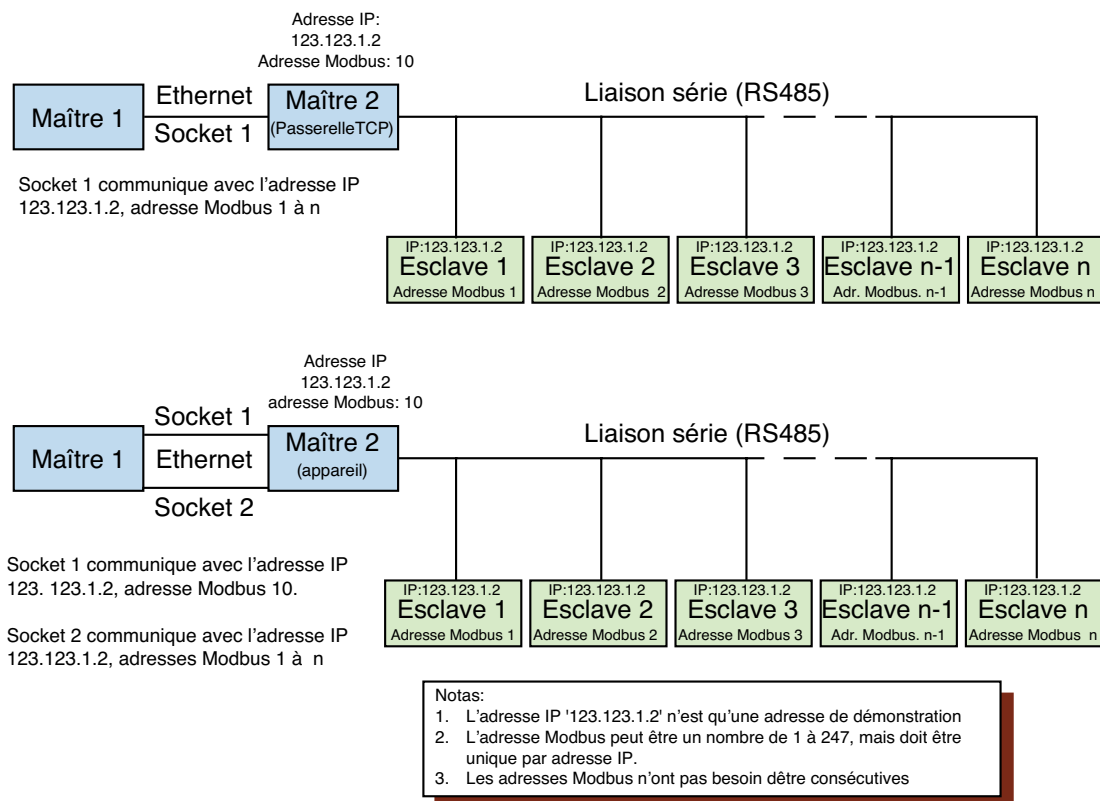 Adresse IP:
123.123.1.2
Adresse Modbus: 10
Maître 1
Ethernet
Socket 1
Maître 2
(PasserelleTCP)
Liaison série (RS485)
Socket 1 communique avec l'adresse IP
123.123.1.2, adresse Modbus 1 à n
IP:123.123.1.2
Esclave 1
Adresse Modbus 1
IP:123.123.1.2
Esclave 2
Adresse Modbus 2
IP:123.123.1.2
Esclave 3
Adresse Modbus 3
IP:123.123.1.2
Esclave n-1
Adr. Modbus. n-1
IP:123.123.1.2
Esclave n
Adresse Modbus n
Adresse IP
123.123.1.2
adresse Modbus: 10
Maître 1
Socket 1
Ethernet
Socket 2
Maître 2
(appareil)
Liaison série (RS485)
Socket 1 communique avec l'adresse IP
123. 123.1.2, adresse Modbus 10.
Socket 2 communique avec l'adresse IP
123.123.1.2, adresses Modbus 1 à n
IP:123.123.1.2
Esclave 1
Adresse Modbus 1
IP:123.123.1.2
Esclave 2
Adresse Modbus 2
IP:123.123.1.2
Esclave 3
Adresse Modbus 3
IP:123.123.1.2
Esclave n-1
Adr. Modbus. n-1
IP:123.123.1.2
Esclave n
Adresse Modbus n
Notas:
1. L'adresse IP '123.123.1.2' n'est qu'une adresse de démonstration
2. L'adresse Modbus peut être un nombre de 1 à 247, mais doit être
unique par adresse IP.
3. Les adresses Modbus n'ont pas besoin dêtre consécutives